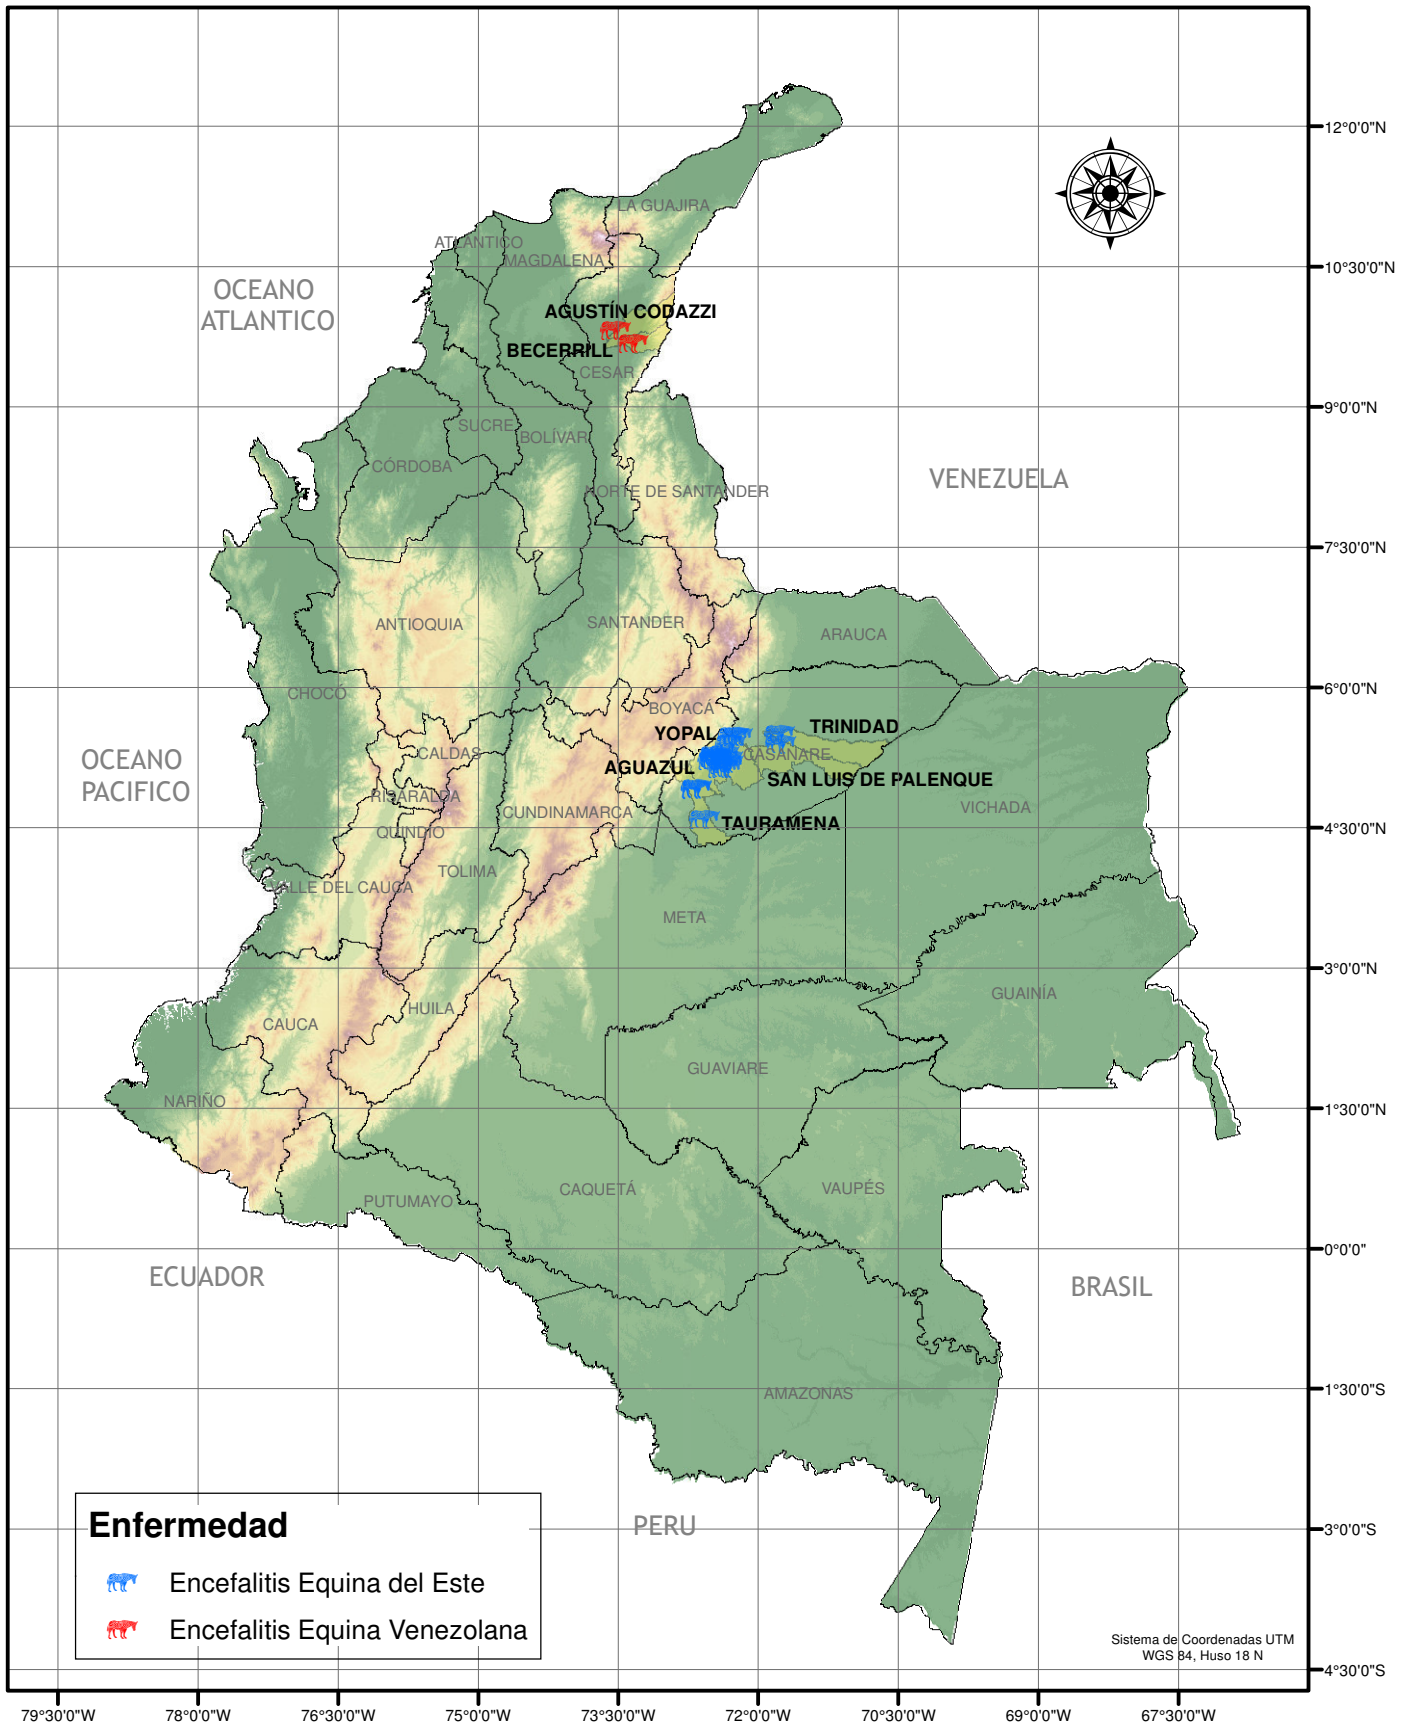 12°0'0"N
LA GUAJIRA
ATLANTICO
MAGDALENA
10°30'0"N
OCEANO
ATLANTICO
AGUSTÍN CODAZZI
BECERRILL
CESAR
9°0'0"N
SUCRE
BOLÍVAR
CÓRDOBA
VENEZUELA
NORTE DE SANTANDER
7°30'0"N
ANTIOQUIA
SANTANDER
ARAUCA
CHOCÓ
6°0'0"N
BOYACÁ
YOPAL
TRINIDAD
OCEANO
PACIFICO
CALDAS
CASANARE
AGUAZUL
SAN LUIS DE PALENQUE
RISARALDA
CUNDINAMARCA
VICHADA
QUINDÍO
TAURAMENA
4°30'0"N
TOLIMA
VALLE DEL CAUCA
META
3°0'0"N
GUAINÍA
HUILA
CAUCA
GUAVIARE
NARIÑO
1°30'0"N
CAQUETÁ
VAUPÉS
PUTUMAYO
0°0'0"
ECUADOR
BRASIL
1°30'0"S
AMAZONAS
PERU
3°0'0"S
Enfermedad
Encefalitis Equina del Este
Encefalitis Equina Venezolana
Sistema de Coordenadas UTM
WGS 84, Huso 18 N
4°30'0"S
79°30'0"W 78°0'0"W 76°30'0"W 75°0'0"W 73°30'0"W 72°0'0"W 70°30'0"W 69°0'0"W 67°30'0"W